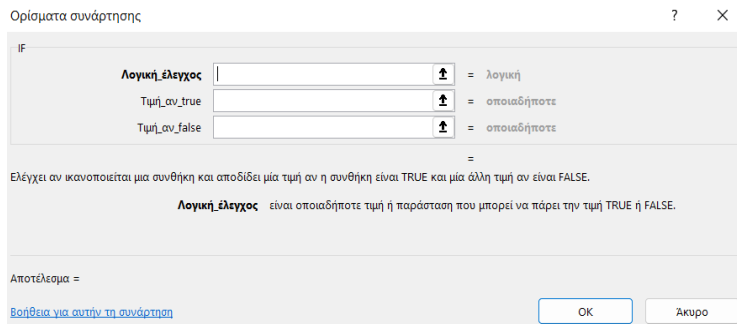 Ορίσματα συνάρτησης ? ×
IF
Λογική_έλεγχος = λογική
Τιμή_αν_true = οποιαδήποτε
Τιμή_αν_false = οποιαδήποτε
=
Ελέγχει αν ικανοποιείται μια συνθήκη και αποδίδει μία τιμή αν η συνθήκη είναι TRUE και μία άλλη τιμή αν είναι FALSE.
Λογική_έλεγχος είναι οποιαδήποτε τιμή ή παράσταση που μπορεί να πάρει την τιμή TRUE ή FALSE.
Αποτέλεσμα =
Βοήθεια για αυτήν τη συνάρτηση OK Άκυρο